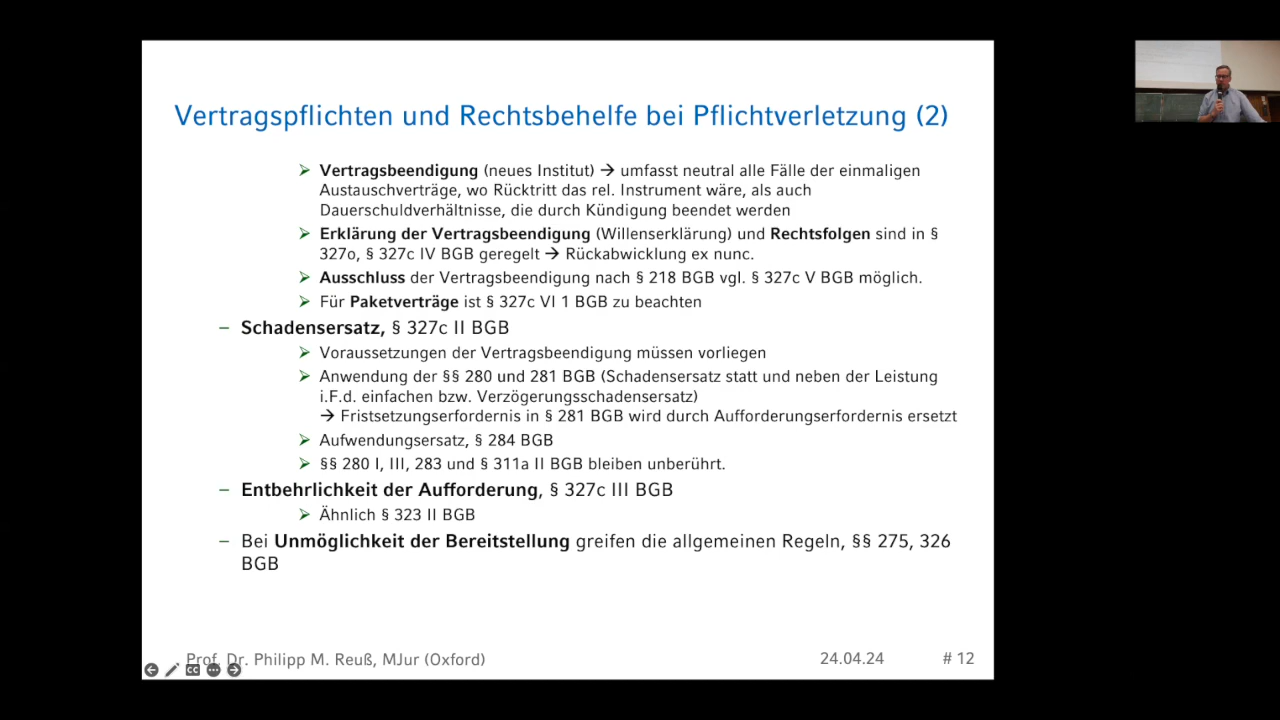 Vertragspflichten und Rechtsbehelfe bei Pflichtverletzung (2)
➢ Vertragsbeendigung (neues Institut) → umfasst neutral alle Fälle der einmaligen
Austauschverträge, wo Rücktritt das rel. Instrument wäre, als auch
Dauerschuldverhältnisse, die durch Kündigung beendet werden
➢ Erklärung der Vertragsbeendigung (Willenserklärung) und Rechtsfolgen sind in §
327o, § 327c IV BGB geregelt → Rückabwicklung ex nunc.
➢ Ausschluss der Vertragsbeendigung nach § 218 BGB vgl. § 327c V BGB möglich.
➢ Für Paketverträge ist § 327c VI 1 BGB zu beachten
– Schadensersatz, § 327c II BGB
➢ Voraussetzungen der Vertragsbeendigung müssen vorliegen
➢ Anwendung der §§ 280 und 281 BGB (Schadensersatz statt und neben der Leistung
i.F.d. einfachen bzw. Verzögerungsschadensersatz)
→ Fristsetzungserfordernis in § 281 BGB wird durch Aufforderungserfordernis ersetzt
➢ Aufwendungsersatz, § 284 BGB
➢ §§ 280 I, III, 283 und § 311a II BGB bleiben unberührt.
– Entbehrlichkeit der Aufforderung, § 327c III BGB
➢ Ähnlich § 323 II BGB
– Bei Unmöglichkeit der Bereitstellung greifen die allgemeinen Regeln, §§ 275, 326
BGB
Prof. Dr. Philipp M. Reuß, MJur (Oxford)
24.04.24
# 12
CC